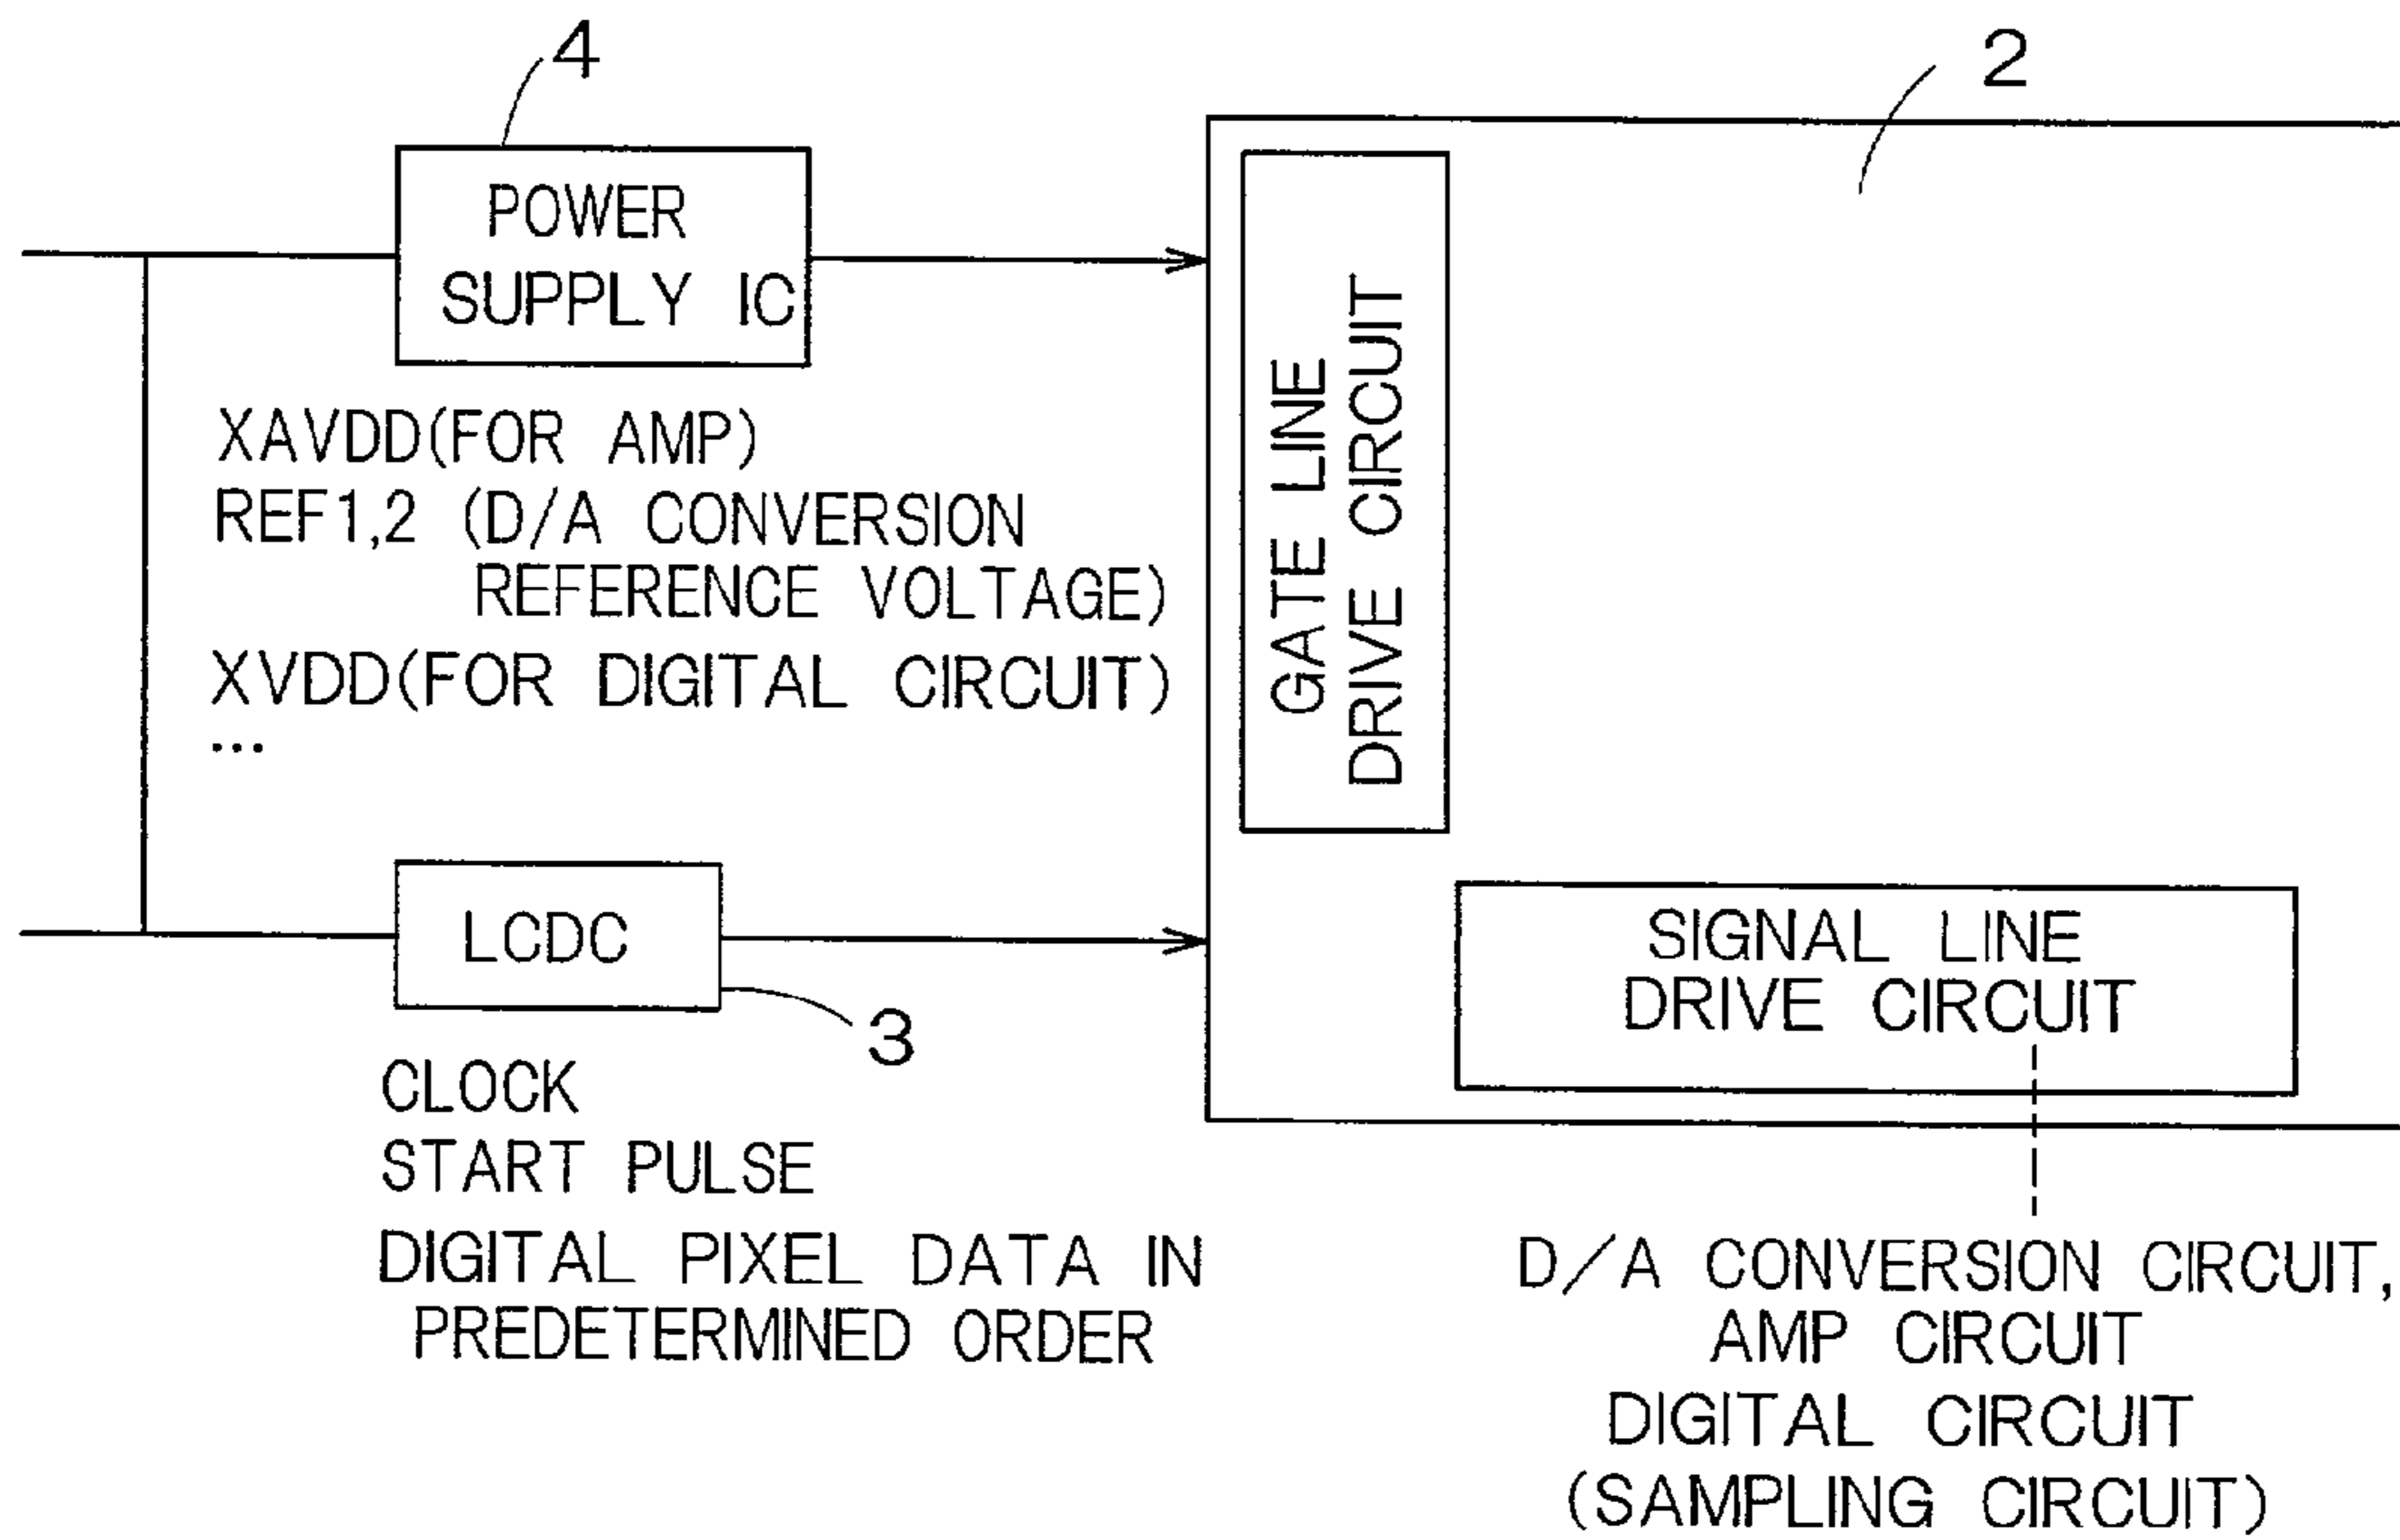 4
2
POWER
SUPPLY IC
XAVDD(FOR AMP)
REF1,2 (D/A CONVERSION
REFERENCE VOLTAGE)
XVDD(FOR DIGITAL CIRCUIT)
...
GATE LINE
DRIVE CIRCUIT
LCDC
3
CLOCK
START PULSE
DIGITAL PIXEL DATA IN
PREDETERMINED ORDER
SIGNAL LINE
DRIVE CIRCUIT
D/A CONVERSION CIRCUIT,
AMP CIRCUIT
DIGITAL CIRCUIT
(SAMPLING CIRCUIT)